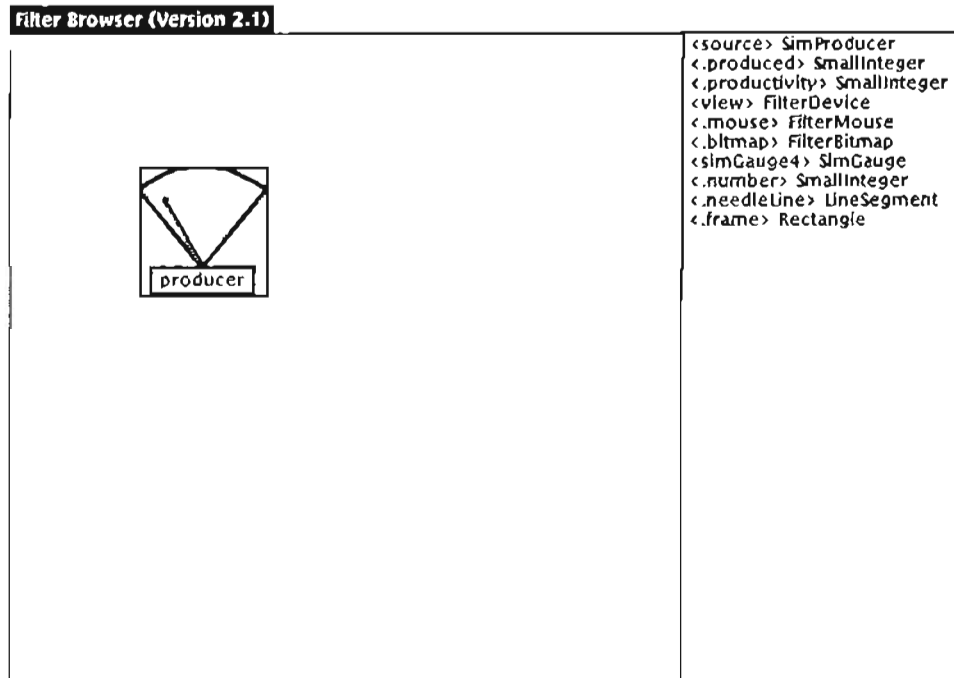 Filter Browser (Version 2.1)
<source> SimProducer
<.produced> SmallInteger
<.productivity> SmallInteger
<view> FilterDevice
<.mouse> FilterMouse
<.bitmap> FilterBitmap
<simGauge4> SimGauge
<.number> SmallInteger
<.needleLine> LineSegment
<.frame> Rectangle
producer